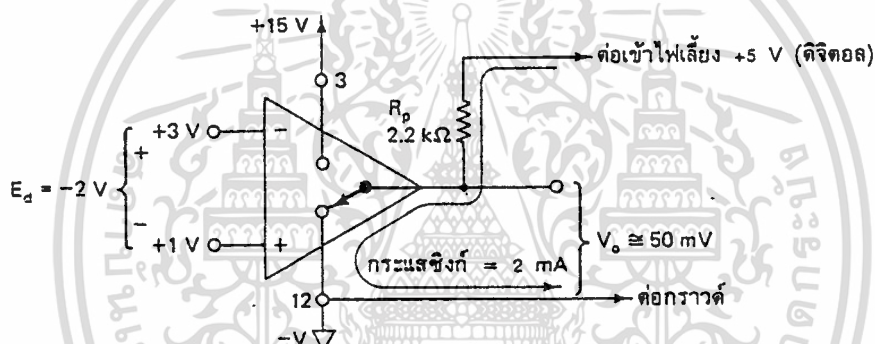 +15 V
3
ต่อเข้าไฟเลี้ยง +5 V (ดิจิตอล)
Rp
2.2 kΩ
+3 V
−
+
Ed = −2 V
−
+1 V
+
Vo ≅ 50 mV
กระแสซิงก์ = 2 mA
12
ต่อกราวด์
−V